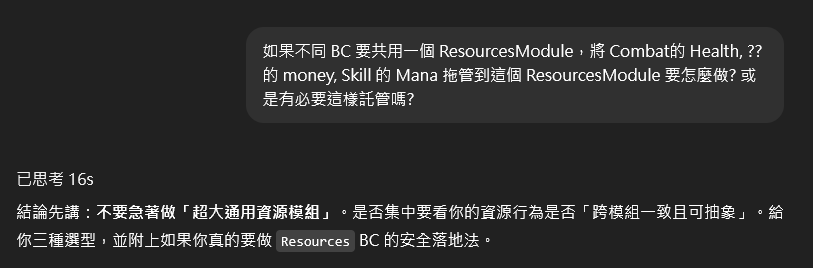 如果不同 BC 要共用一個 ResourcesModule，將 Combat的 Health, ??
的 money, Skill 的 Mana 拖管到這個 ResourcesModule 要怎麼做? 或
是有必要這樣託管嗎?
已思考 16s
結論先講：不要急著做「超大通用資源模組」。是否集中要看你的資源行為是否「跨模組一致且可抽象」。給
你三種選型，並附上如果你真的要做 Resources BC 的安全落地法。